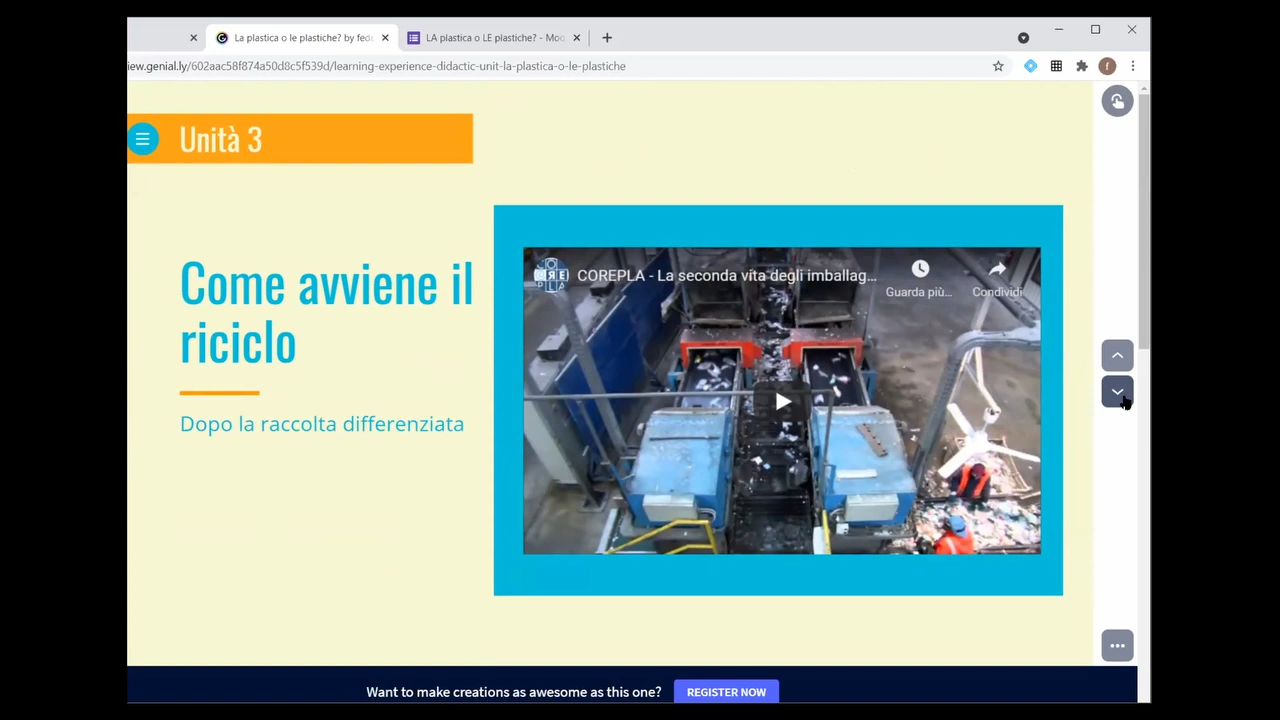 La plastica o le plastiche? by fede
LA plastica o LE plastiche? - Moo
iew.genial.ly/602aac58f874a50d8c5f539d/learning-experience-didactic-unit-la-plastica-o-le-plastiche
f
Unità 3
COREPLA - La seconda vita degli imballag...
Guarda più...
Condividi
Come avviene il
riciclo
Dopo la raccolta differenziata
Want to make creations as awesome as this one?
REGISTER NOW